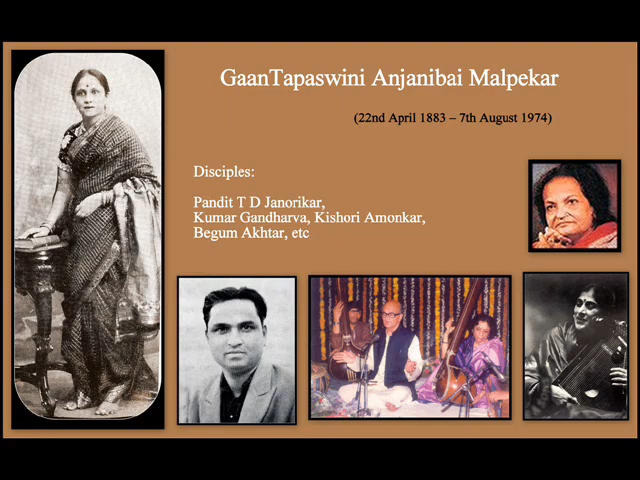 GaanTapaswini Anjanibai Malpekar
(22nd April 1883 – 7th August 1974)
Disciples:
Pandit T D Janorikar,
Kumar Gandharva, Kishori Amonkar,
Begum Akhtar, etc